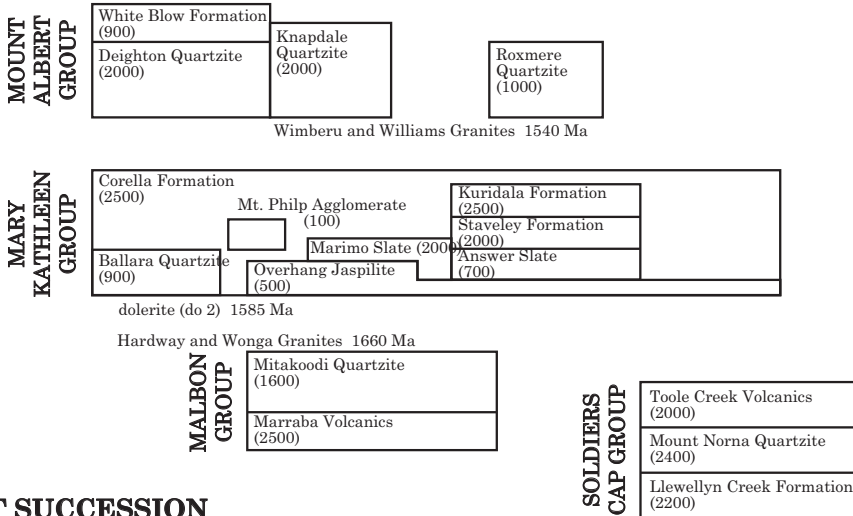 MOUNT
ALBERT
GROUP
White Blow Formation
(900)
Deighton Quartzite
(2000)
Knapdale
Quartzite
(2000)
Roxmere
Quartzite
(1000)
Wimberu and Williams Granites 1540 Ma
MARY
KATHLEEN
GROUP
Corella Formation
(2500)
Mt. Philp Agglomerate
(100)
Kuridala Formation
(2500)
Staveley Formation
(2000)
Marimo Slate (2000)
Answer Slate
(700)
Ballara Quartzite
(900)
Overhang Jaspilite
(500)
dolerite (do 2) 1585 Ma
Hardway and Wonga Granites 1660 Ma
MALBON
GROUP
Mitakoodi Quartzite
(1600)
Marraba Volcanics
(2500)
SOLDIERS
CAP GROUP
Toole Creek Volcanics
(2000)
Mount Norna Quartzite
(2400)
Llewellyn Creek Formation
(2200)
T SUCCESSION